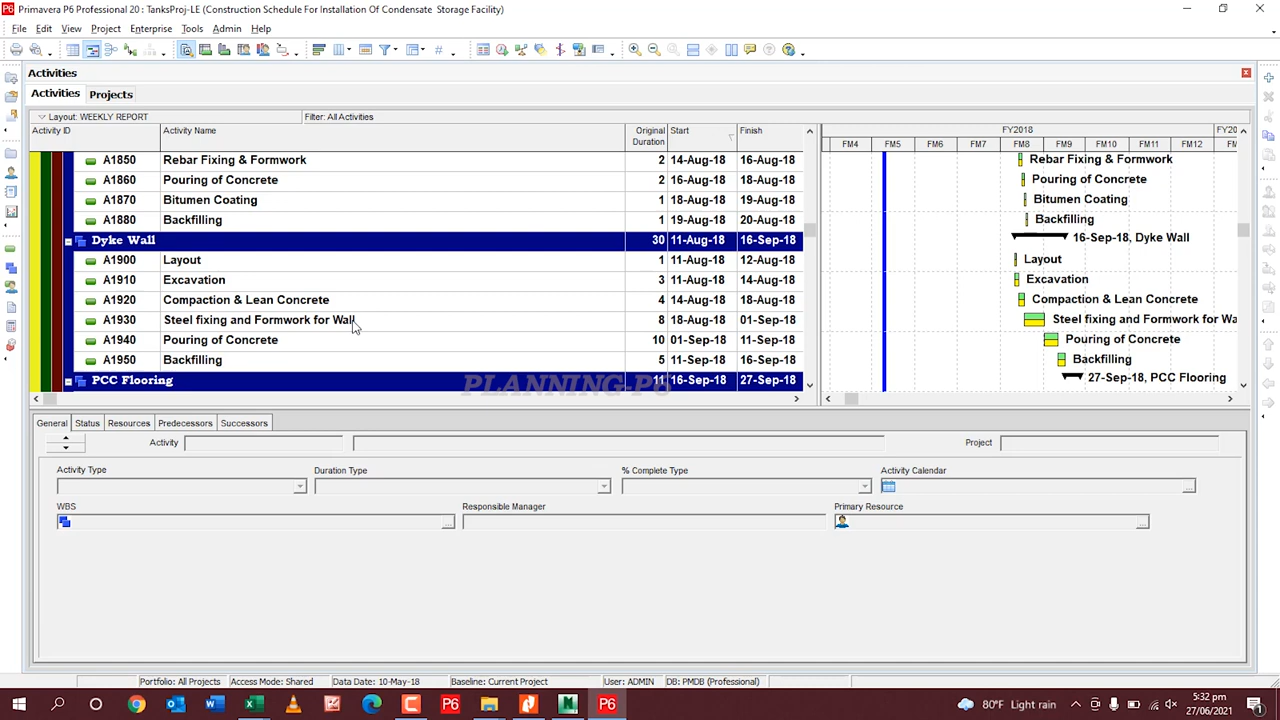 Primavera P6 Professional 20 : TanksProj-LE (Construction Schedule For Installation Of Condensate Storage Facility)
File Edit View Project Enterprise Tools Admin Help
Activities
Activities Projects
Layout: WEEKLY REPORT Filter: All Activities
Activity ID Activity Name Original Duration Start Finish
FY2018 FY20
FM4 FM5 FM6 FM7 FM8 FM9 FM10 FM11 FM12
A1850 Rebar Fixing & Formwork 2 14-Aug-18 16-Aug-18 Rebar Fixing & Formwork
A1860 Pouring of Concrete 2 16-Aug-18 18-Aug-18 Pouring of Concrete
A1870 Bitumen Coating 1 18-Aug-18 19-Aug-18 Bitumen Coating
A1880 Backfilling 1 19-Aug-18 20-Aug-18 Backfilling
Dyke Wall 30 11-Aug-18 16-Sep-18 16-Sep-18, Dyke Wall
A1900 Layout 1 11-Aug-18 12-Aug-18 Layout
A1910 Excavation 3 11-Aug-18 14-Aug-18 Excavation
A1920 Compaction & Lean Concrete 4 14-Aug-18 18-Aug-18 Compaction & Lean Concrete
A1930 Steel fixing and Formwork for Wall 8 18-Aug-18 01-Sep-18 Steel fixing and Formwork for Wa
A1940 Pouring of Concrete 10 01-Sep-18 11-Sep-18 Pouring of Concrete
A1950 Backfilling 5 11-Sep-18 16-Sep-18 Backfilling
PCC Flooring 11 16-Sep-18 27-Sep-18 27-Sep-18, PCC Flooring
PLANNING-PO
General Status Resources Predecessors Successors
Activity Project
Activity Type Duration Type % Complete Type Activity Calendar
WBS Responsible Manager Primary Resource
Portfolio: All Projects Access Mode: Shared Data Date: 10-May-18 Baseline: Current Project User: ADMIN DB: PMDB (Professional)
80°F Light rain
5:32 pm
27/06/2021